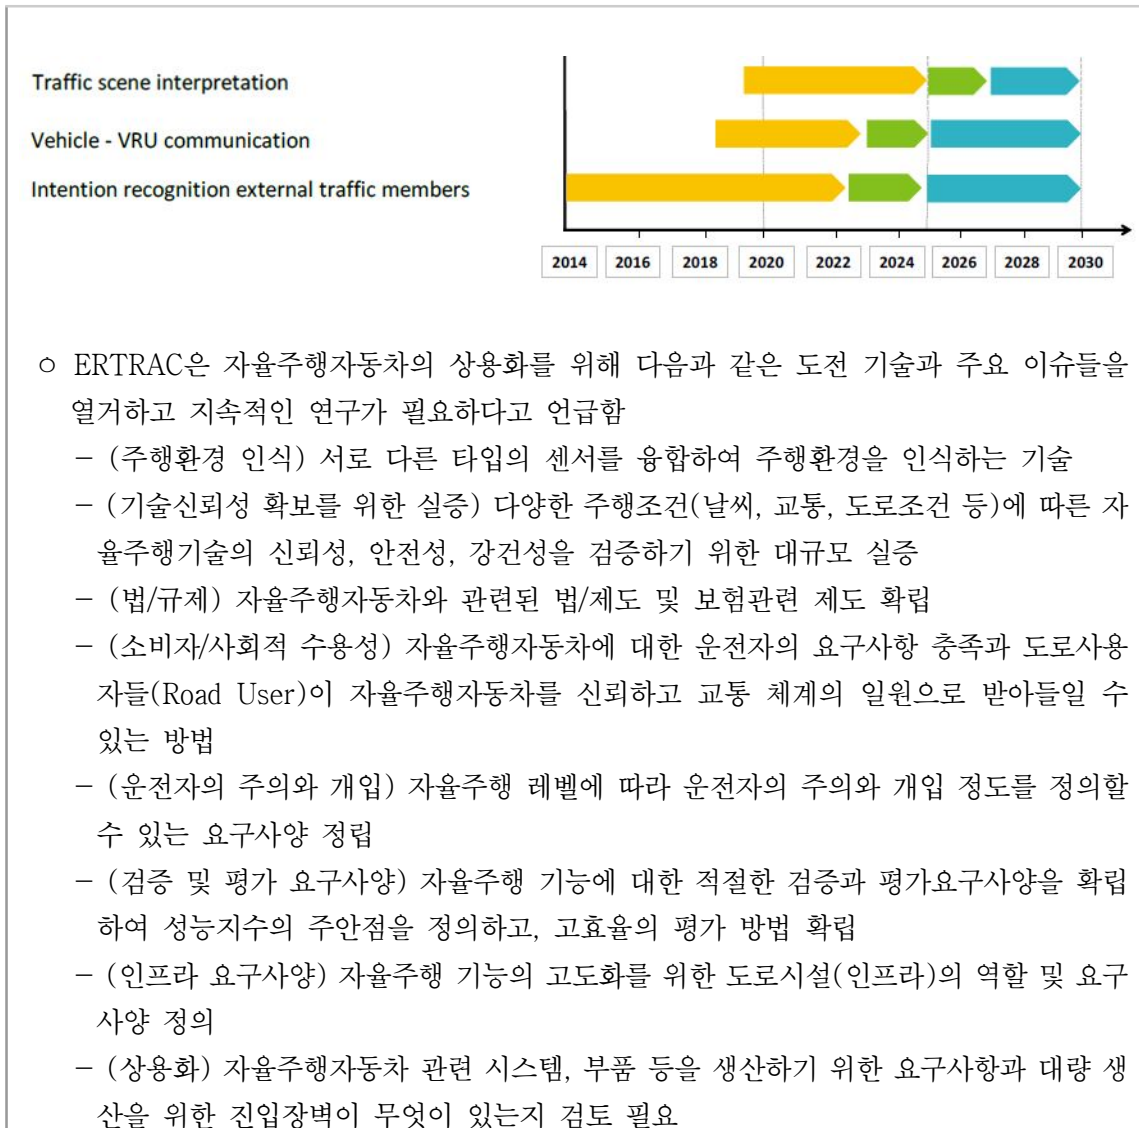 Traffic scene interpretation
Vehicle - VRU communication
Intention recognition external traffic members
2014 2016 2018 2020 2022 2024 2026 2028 2030
○ ERTRAC은 자율주행자동차의 상용화를 위해 다음과 같은 도전 기술과 주요 이슈들을
열거하고 지속적인 연구가 필요하다고 언급함
- (주행환경 인식) 서로 다른 타입의 센서를 융합하여 주행환경을 인식하는 기술
- (기술신뢰성 확보를 위한 실증) 다양한 주행조건(날씨, 교통, 도로조건 등)에 따른 자
율주행기술의 신뢰성, 안전성, 강건성을 검증하기 위한 대규모 실증
- (법/규제) 자율주행자동차와 관련된 법/제도 및 보험관련 제도 확립
- (소비자/사회적 수용성) 자율주행자동차에 대한 운전자의 요구사항 충족과 도로사용
자들(Road User)이 자율주행자동차를 신뢰하고 교통 체계의 일원으로 받아들일 수
있는 방법
- (운전자의 주의와 개입) 자율주행 레벨에 따라 운전자의 주의와 개입 정도를 정의할
수 있는 요구사양 정립
- (검증 및 평가 요구사양) 자율주행 기능에 대한 적절한 검증과 평가요구사양을 확립
하여 성능지수의 주안점을 정의하고, 고효율의 평가 방법 확립
- (인프라 요구사양) 자율주행 기능의 고도화를 위한 도로시설(인프라)의 역할 및 요구
사양 정의
- (상용화) 자율주행자동차 관련 시스템, 부품 등을 생산하기 위한 요구사항과 대량 생
산을 위한 진입장벽이 무엇이 있는지 검토 필요